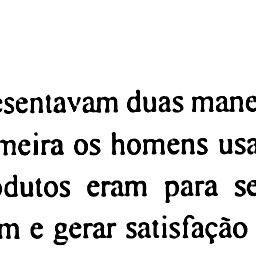 esentavam duas mane
meira os homens usa
odutos eram para se
m e gerar satisfação